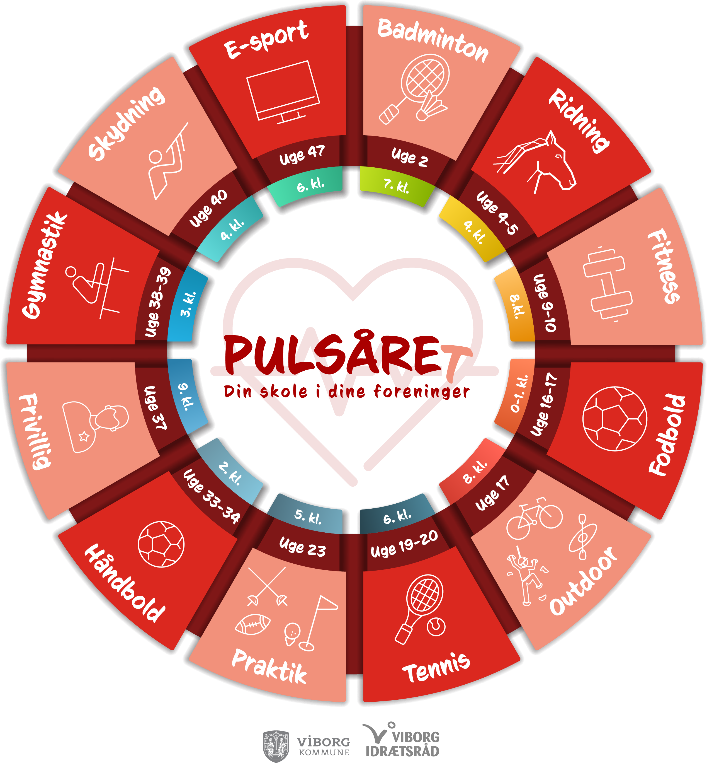 Badminton
Uge 2
7. kl.
Ridning
Uge 4-5
4. kl.
Fitness
Uge 9-10
8.kl.
Fodbold
Uge 16-17
0-1. kl.
Outdoor
Uge 17
8. kl.
Tennis
Uge 19-20
6. kl.
Praktik
Uge 23
5. kl.
Håndbold
Uge 33-34
2. kl.
Frivillig
Uge 37
9. kl.
Gymnastik
Uge 38-39
3. kl.
Skydning
Uge 40
4. kl.
E-sport
Uge 47
6. kl.
PULSÅRET
Din skole i dine foreninger
VIBORG
KOMMUNE
VIBORG
IDRÆTSRÅD